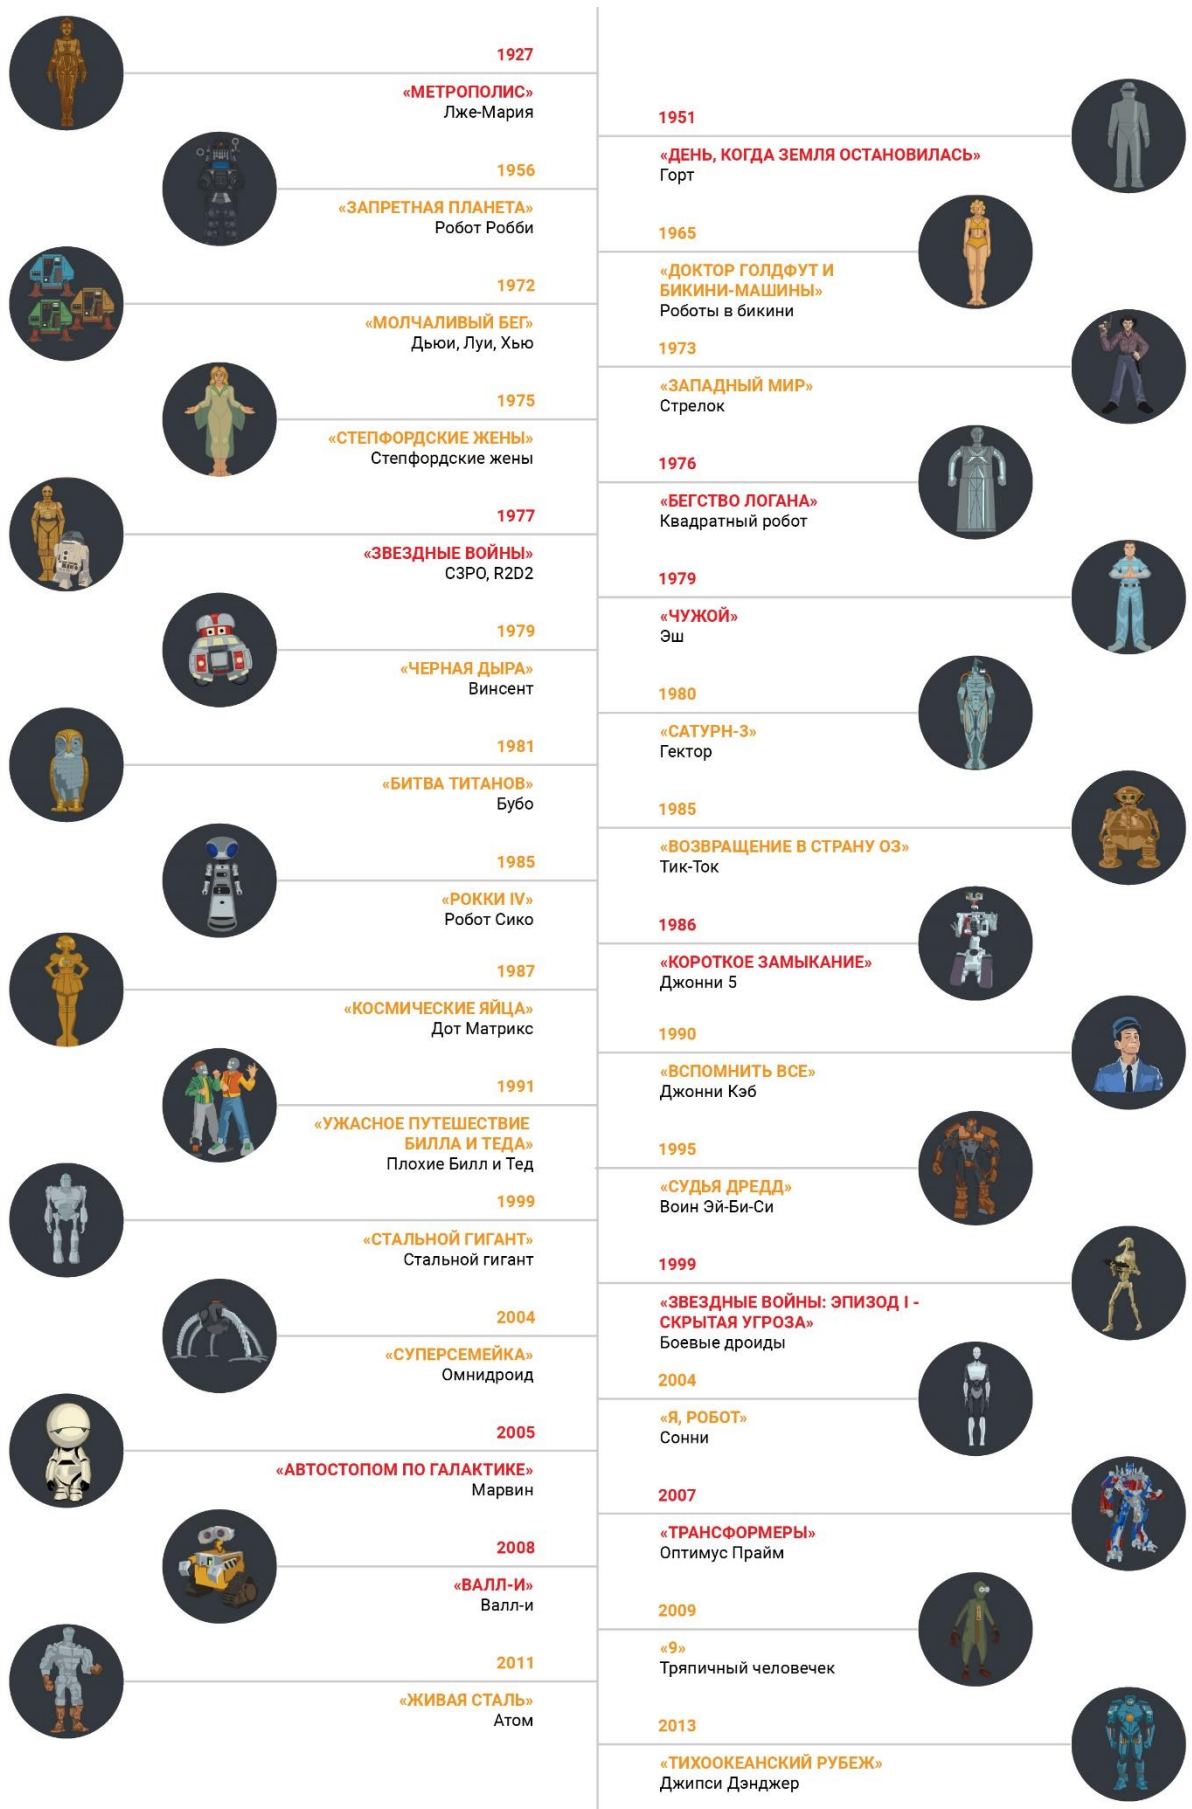 1927
«МЕТРОПОЛИС»
Лже-Мария
1951
«ДЕНЬ, КОГДА ЗЕМЛЯ ОСТАНОВИЛАСЬ»
Горт
1956
«ЗАПРЕТНАЯ ПЛАНЕТА»
Робот Робби
1965
«ДОКТОР ГОЛДФУТ И
БИКИНИ-МАШИНЫ»
Роботы в бикини
1972
«МОЛЧАЛИВЫЙ БЕГ»
Дьюи, Луи, Хью
1973
«ЗАПАДНЫЙ МИР»
Стрелок
1975
«СТЕПФОРДСКИЕ ЖЕНЫ»
Степфордские жены
1976
«БЕГСТВО ЛОГАНА»
Квадратный робот
1977
«ЗВЕЗДНЫЕ ВОЙНЫ»
C3PO, R2D2
1979
«ЧУЖОЙ»
Эш
1979
«ЧЕРНАЯ ДЫРА»
Винсент
1980
«САТУРН-3»
Гектор
1981
«БИТВА ТИТАНОВ»
Бубо
1985
«ВОЗВРАЩЕНИЕ В СТРАНУ ОЗ»
Тик-Ток
1985
«РОККИ IV»
Робот Сико
1986
«КОРОТКОЕ ЗАМЫКАНИЕ»
Джонни 5
1987
«КОСМИЧЕСКИЕ ЯЙЦА»
Дот Матрикс
1990
«ВСПОМНИТЬ ВСЕ»
Джонни Кэб
1991
«УЖАСНОЕ ПУТЕШЕСТВИЕ
БИЛЛА И ТЕДА»
Плохие Билл и Тед
1995
«СУДЬЯ ДРЕДД»
Воин Эй-Би-Си
1999
«СТАЛЬНОЙ ГИГАНТ»
Стальной гигант
1999
«ЗВЕЗДНЫЕ ВОЙНЫ: ЭПИЗОД I -
СКРЫТАЯ УГРОЗА»
Боевые дроиды
2004
«СУПЕРСЕМЕЙКА»
Омнидроид
2004
«Я, РОБОТ»
Сонни
2005
«АВТОСТОПОМ ПО ГАЛАКТИКЕ»
Марвин
2007
«ТРАНСФОРМЕРЫ»
Оптимус Прайм
2008
«ВАЛЛ-И»
Валл-и
2009
«9»
Тряпичный человечек
2011
«ЖИВАЯ СТАЛЬ»
Атом
2013
«ТИХООКЕАНСКИЙ РУБЕЖ»
Джипси Дэнджер